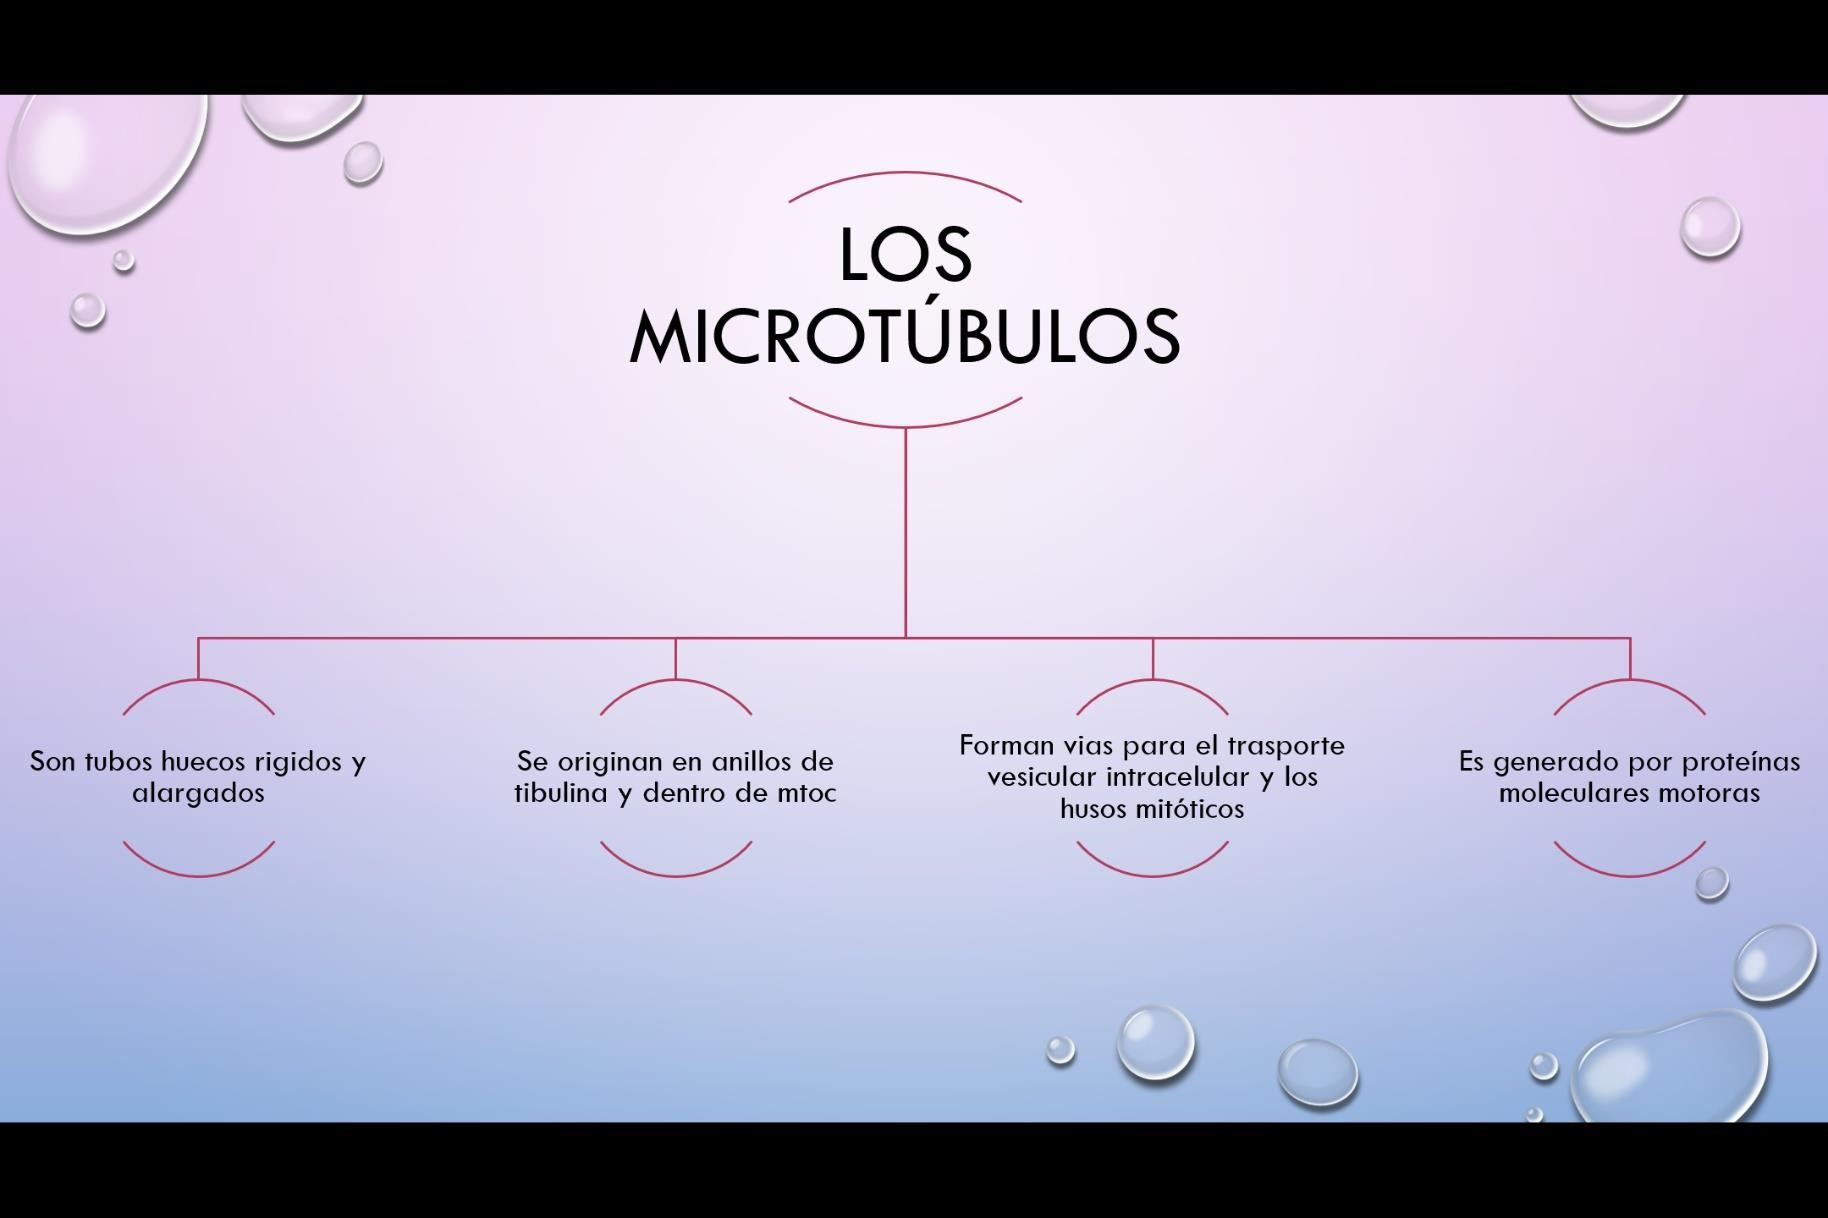 LOS
MICROTÚBULOS
Son tubos huecos rigidos y
alargados
Se originan en anillos de
tibulina y dentro de mtoc
Forman vias para el trasporte
vesicular intracelular y los
husos mitóticos
Es generado por proteínas
moleculares motoras